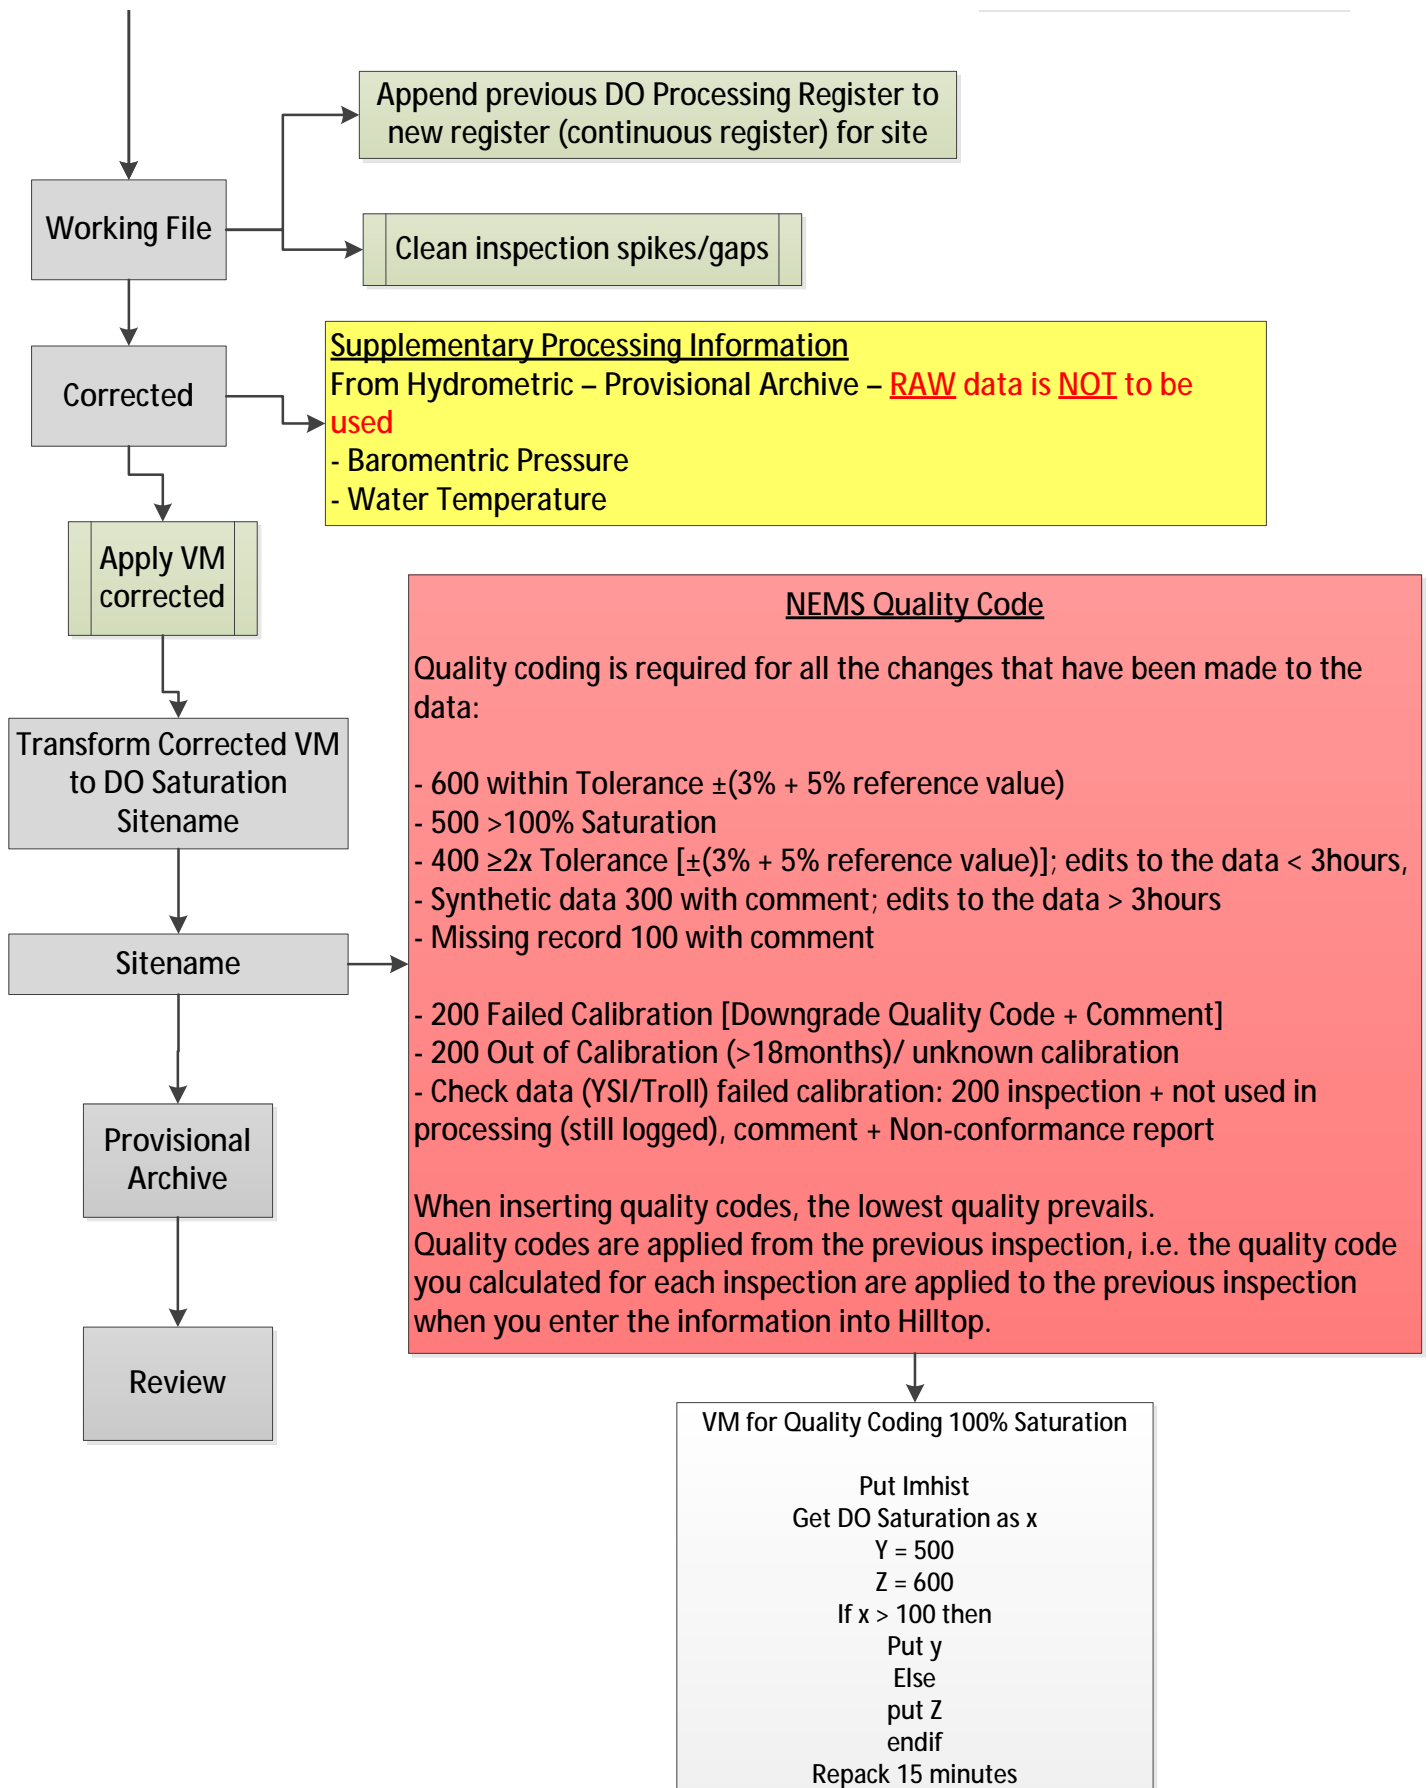 Append previous DO Processing Register to
new register (continuous register) for site
Working File
Clean inspection spikes/gaps
Supplementary Processing Information
From Hydrometric – Provisional Archive – RAW data is NOT to be
used
- Baromentric Pressure
- Water Temperature
Corrected
Apply VM
corrected
NEMS Quality Code
Quality coding is required for all the changes that have been made to the
data:
- 600 within Tolerance ±(3% + 5% reference value)
- 500 >100% Saturation
- 400 ≥2x Tolerance [±(3% + 5% reference value)]; edits to the data < 3hours,
- Synthetic data 300 with comment; edits to the data > 3hours
- Missing record 100 with comment
- 200 Failed Calibration [Downgrade Quality Code + Comment]
- 200 Out of Calibration (>18months)/ unknown calibration
- Check data (YSI/Troll) failed calibration: 200 inspection + not used in
processing (still logged), comment + Non-conformance report
When inserting quality codes, the lowest quality prevails.
Quality codes are applied from the previous inspection, i.e. the quality code
you calculated for each inspection are applied to the previous inspection
when you enter the information into Hilltop.
Transform Corrected VM
to DO Saturation
Sitename
Sitename
Provisional
Archive
Review
VM for Quality Coding 100% Saturation
Put Imhist
Get DO Saturation as x
Y = 500
Z = 600
If x > 100 then
Put y
Else
put Z
endif
Repack 15 minutes